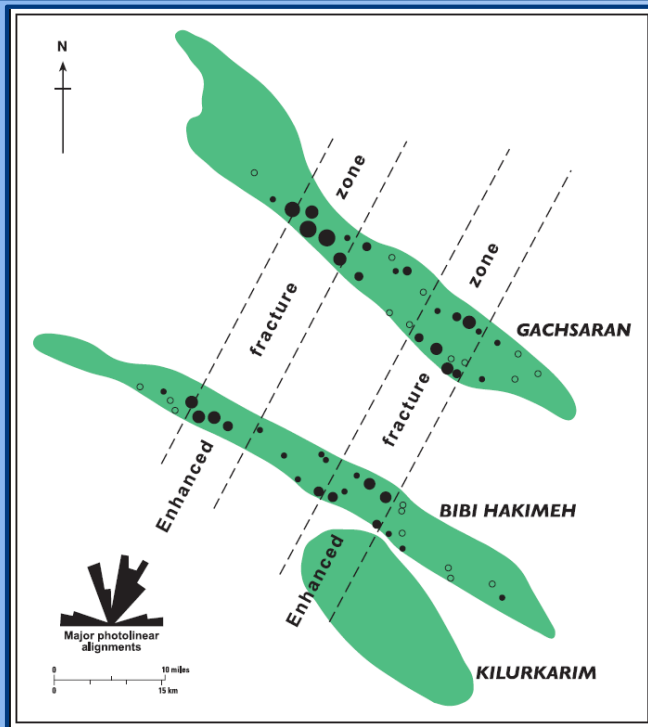 N
zone
fracture
Enhanced
zone
fracture
Enhanced
GACHSARAN
BIBI HAKIMEH
KILURKARIM
Major photolinear
alignments
0 10 miles
0 15 km